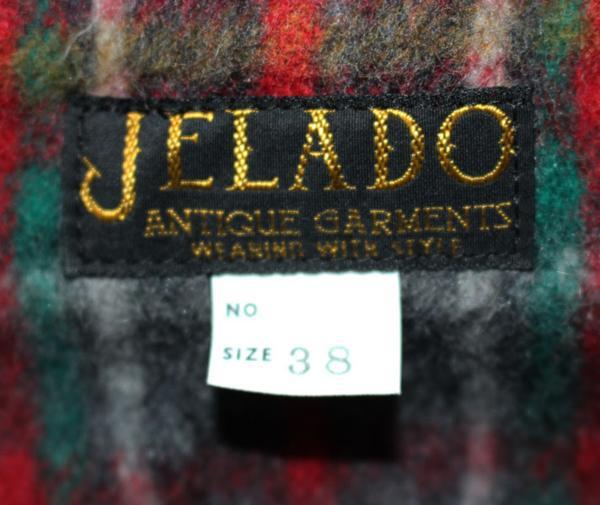 JELADO
ANTIQUE GARMENTS
WEARING WITH STYLE
NO
SIZE 38